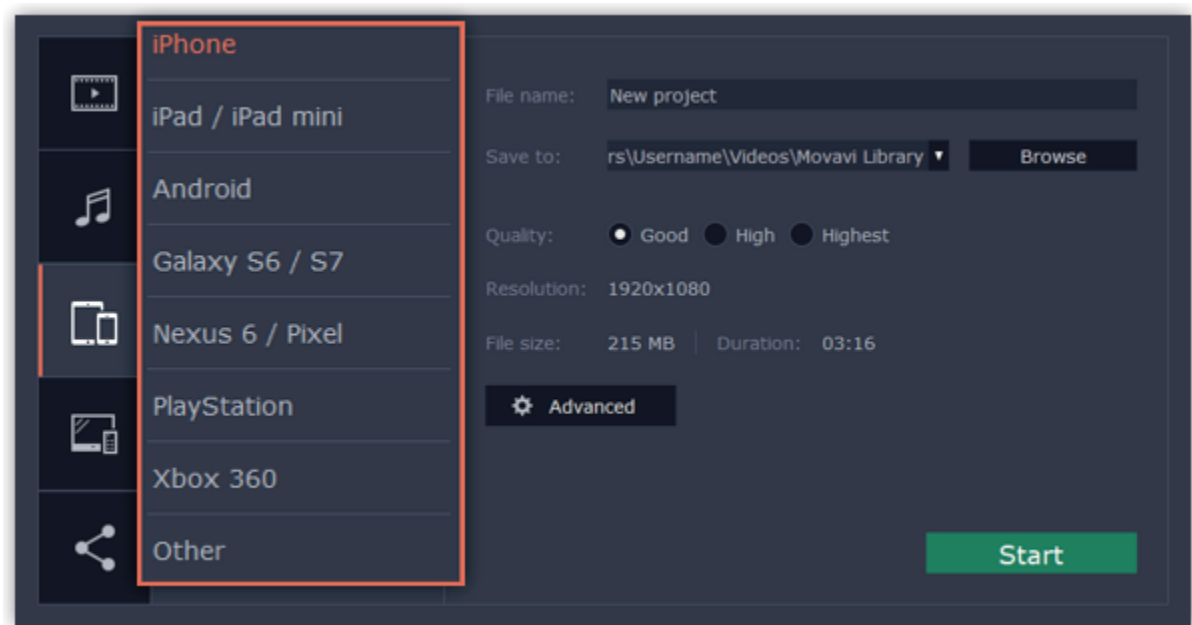 iPhone
iPad / iPad mini
Android
Galaxy S6 / S7
Nexus 6 / Pixel
PlayStation
Xbox 360
Other
File name: New project
Save to: rs\Username\Videos\Movavi Library Browse
Quality: Good High Highest
Resolution: 1920x1080
File size: 215 MB Duration: 03:16
Advanced
Start